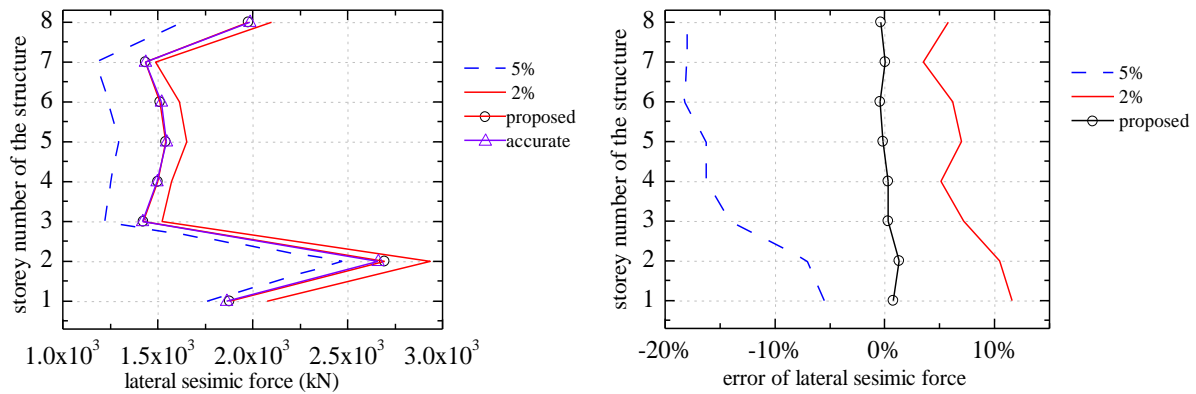 storey number of the structure
8
7
6
5
4
3
2
1
1.0x10³ 1.5x10³ 2.0x10³ 2.5x10³ 3.0x10³
lateral sesimic force (kN)
5%
2%
proposed
accurate
storey number of the structure
8
7
6
5
4
3
2
1
-20% -10% 0% 10%
error of lateral sesimic force
5%
2%
proposed